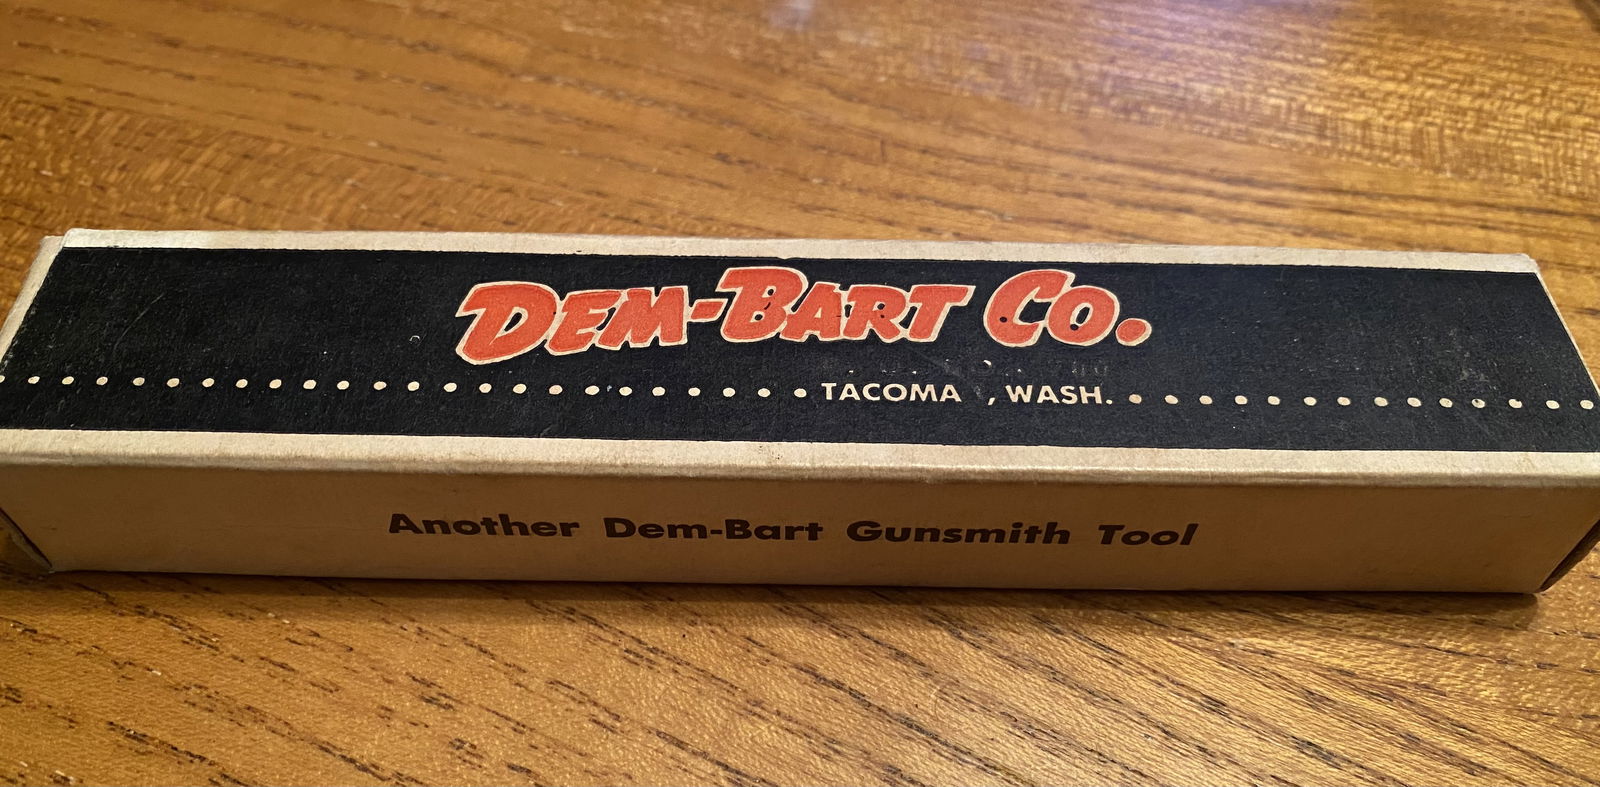 DEM-BART CO.
TACOMA , WASH.
Another Dem-Bart Gunsmith Tool